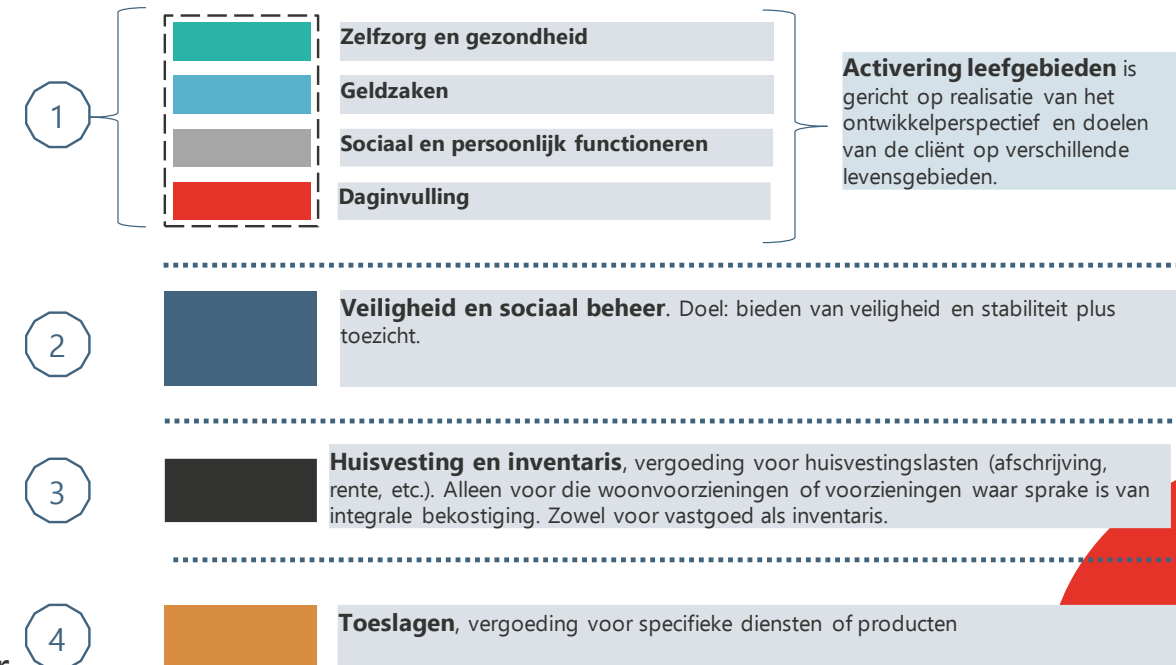 1
Zelfzorg en gezondheid
Geldzaken
Sociaal en persoonlijk functioneren
Daginvulling
Activering leefgebieden is
gericht op realisatie van het
ontwikkelperspectief en doelen
van de cliënt op verschillende
levensgebieden.
2
Veiligheid en sociaal beheer. Doel: bieden van veiligheid en stabiliteit plus
toezicht.
3
Huisvesting en inventaris, vergoeding voor huisvestingslasten (afschrijving,
rente, etc.). Alleen voor die woonvoorzieningen of voorzieningen waar sprake is van
integrale bekostiging. Zowel voor vastgoed als inventaris.
4
Toeslagen, vergoeding voor specifieke diensten of producten